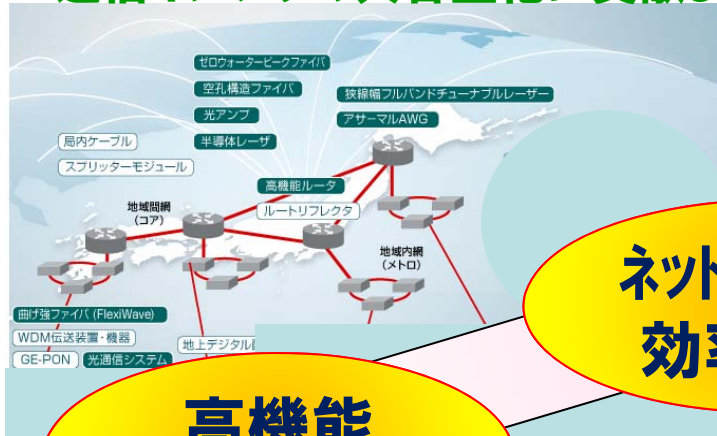 ゼロウォーターピークファイバ
空孔構造ファイバ
光アンプ
半導体レーザ
狭線幅フルバンドチューナブルレーザー
アサーマルAWG
局内ケーブル
スプリッターモジュール
高機能ルータ
ルートリフレクタ
地域間網
(コア)
地域内網
(メトロ)
曲げ強ファイバ (FlexiWave)
WDM伝送装置・機器
GE-PON 光通信システム
地上デジタル
ネット
効率
高機能